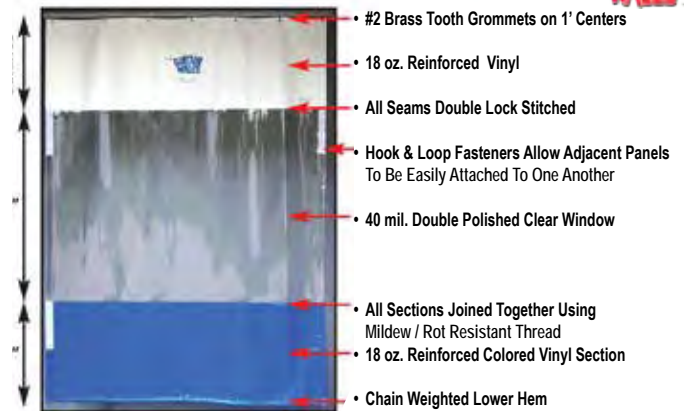 • #2 Brass Tooth Grommets on 1' Centers
• 18 oz. Reinforced Vinyl
• All Seams Double Lock Stitched
• Hook & Loop Fasteners Allow Adjacent Panels
To Be Easily Attached To One Another
• 40 mil. Double Polished Clear Window
• All Sections Joined Together Using
Mildew / Rot Resistant Thread
• 18 oz. Reinforced Colored Vinyl Section
• Chain Weighted Lower Hem